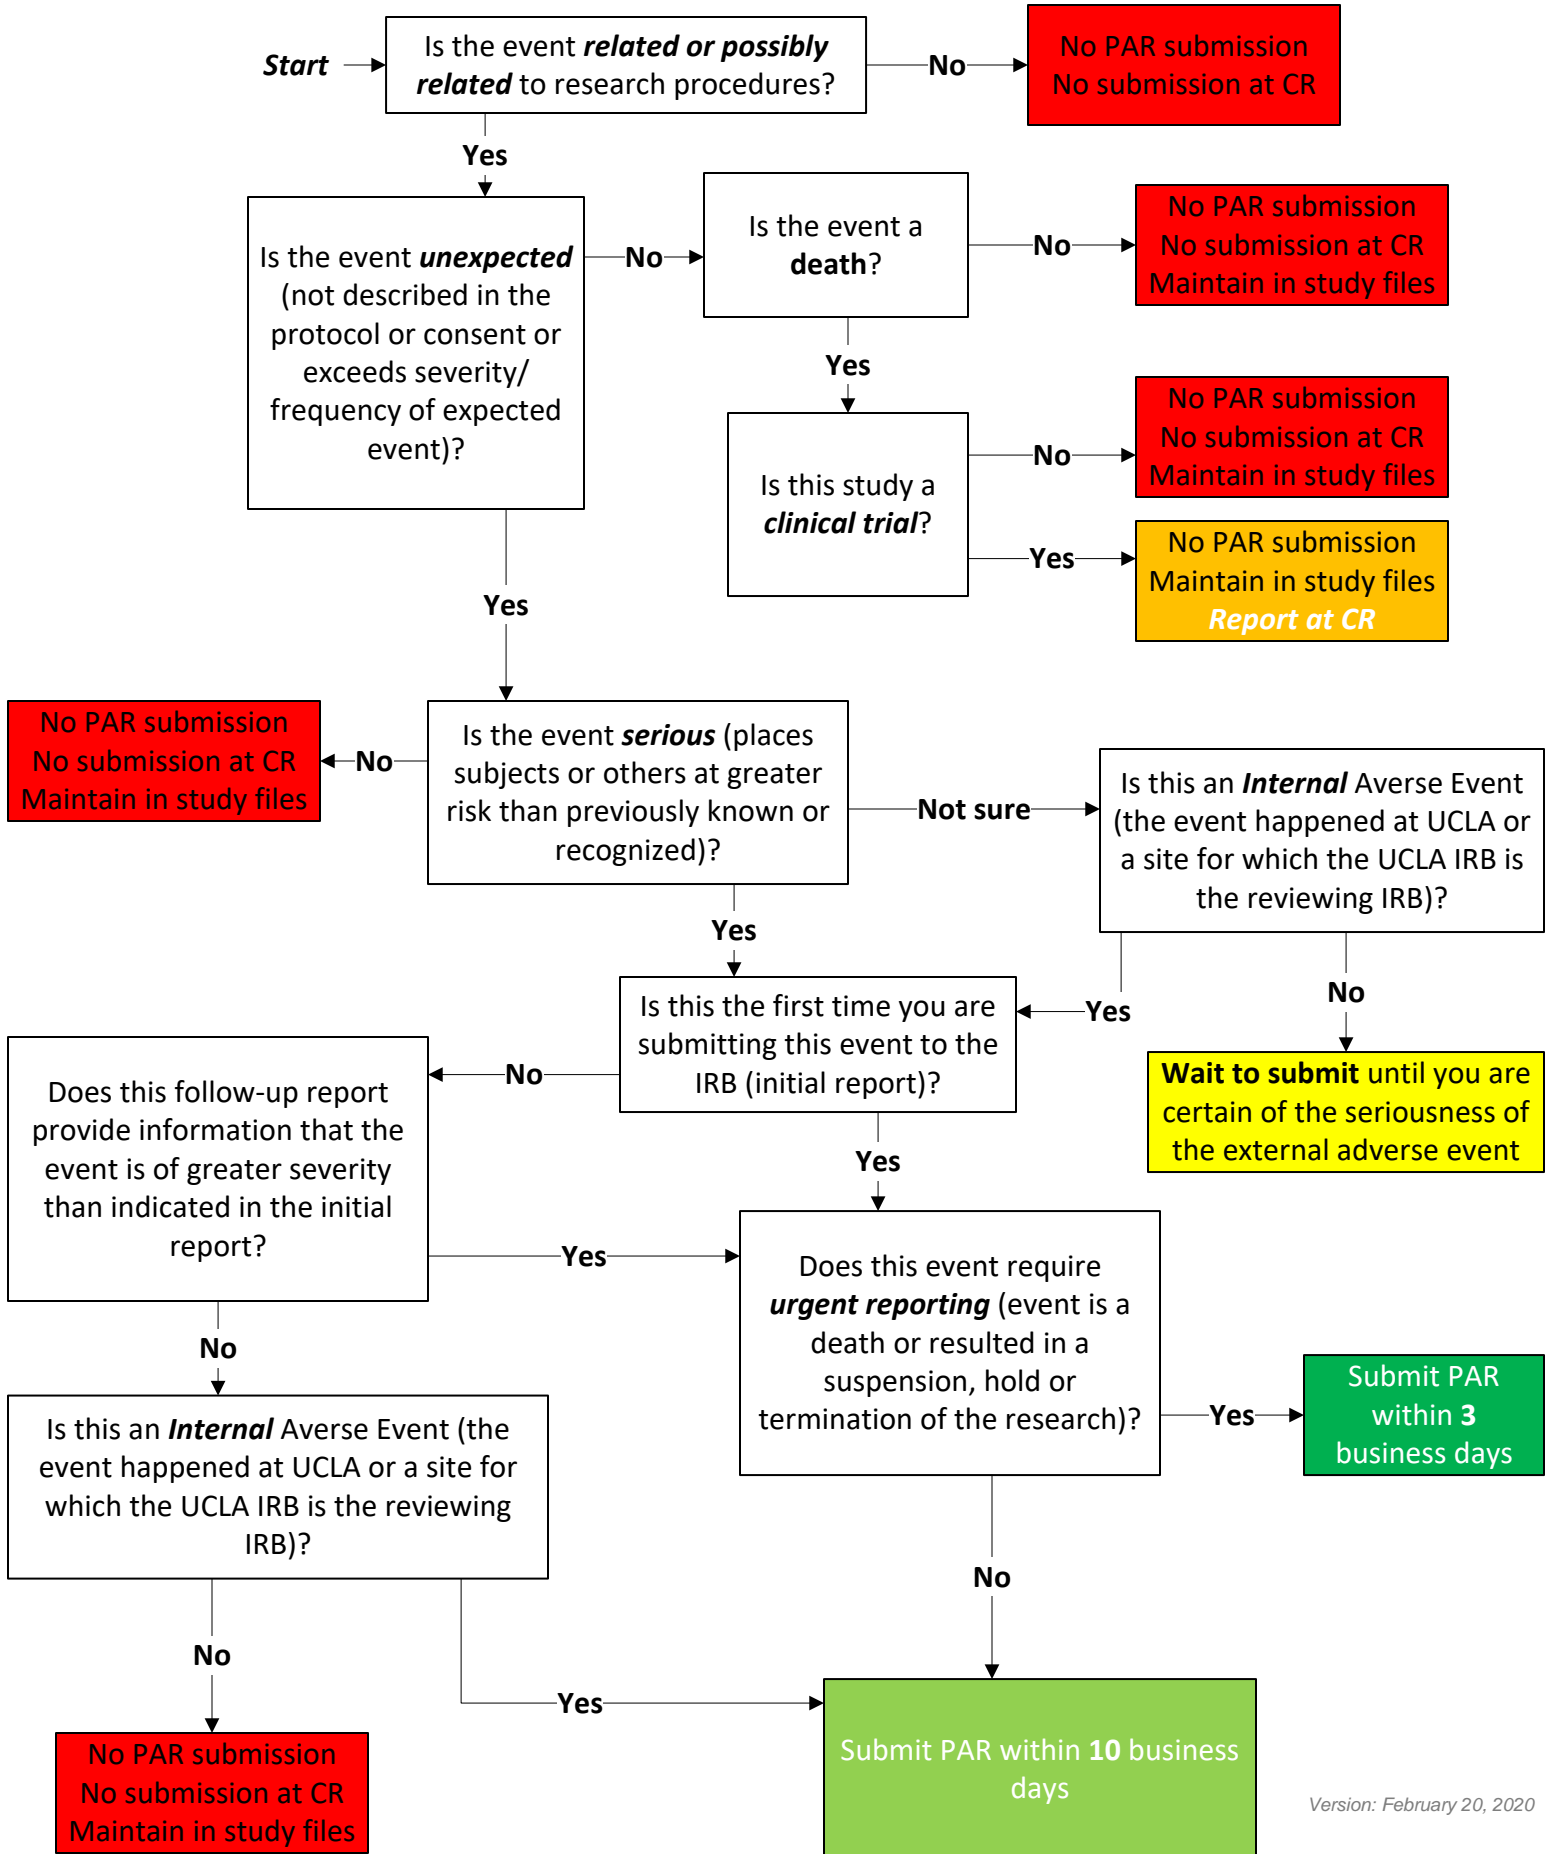 Start
Is the event related or possibly
related to research procedures?
No
No PAR submission
No submission at CR
Yes
Is the event unexpected
(not described in the
protocol or consent or
exceeds severity/
frequency of expected
event)?
No
Is the event a
death?
No
No PAR submission
No submission at CR
Maintain in study files
Yes
Is this study a
clinical trial?
No
No PAR submission
No submission at CR
Maintain in study files
Yes
No PAR submission
Maintain in study files
Report at CR
Yes
Is the event serious (places
subjects or others at greater
risk than previously known or
recognized)?
No
No PAR submission
No submission at CR
Maintain in study files
Not sure
Is this an Internal Averse Event
(the event happened at UCLA or
a site for which the UCLA IRB is
the reviewing IRB)?
Yes
Yes
No
Wait to submit until you are
certain of the seriousness of
the external adverse event
Is this the first time you are
submitting this event to the
IRB (initial report)?
No
Does this follow-up report
provide information that the
event is of greater severity
than indicated in the initial
report?
Yes
Yes
Does this event require
urgent reporting (event is a
death or resulted in a
suspension, hold or
termination of the research)?
Yes
Submit PAR
within 3
business days
No
Is this an Internal Averse Event (the
event happened at UCLA or a site for
which the UCLA IRB is the reviewing
IRB)?
No
No
No PAR submission
No submission at CR
Maintain in study files
Yes
Submit PAR within 10 business
days
Version: February 20, 2020